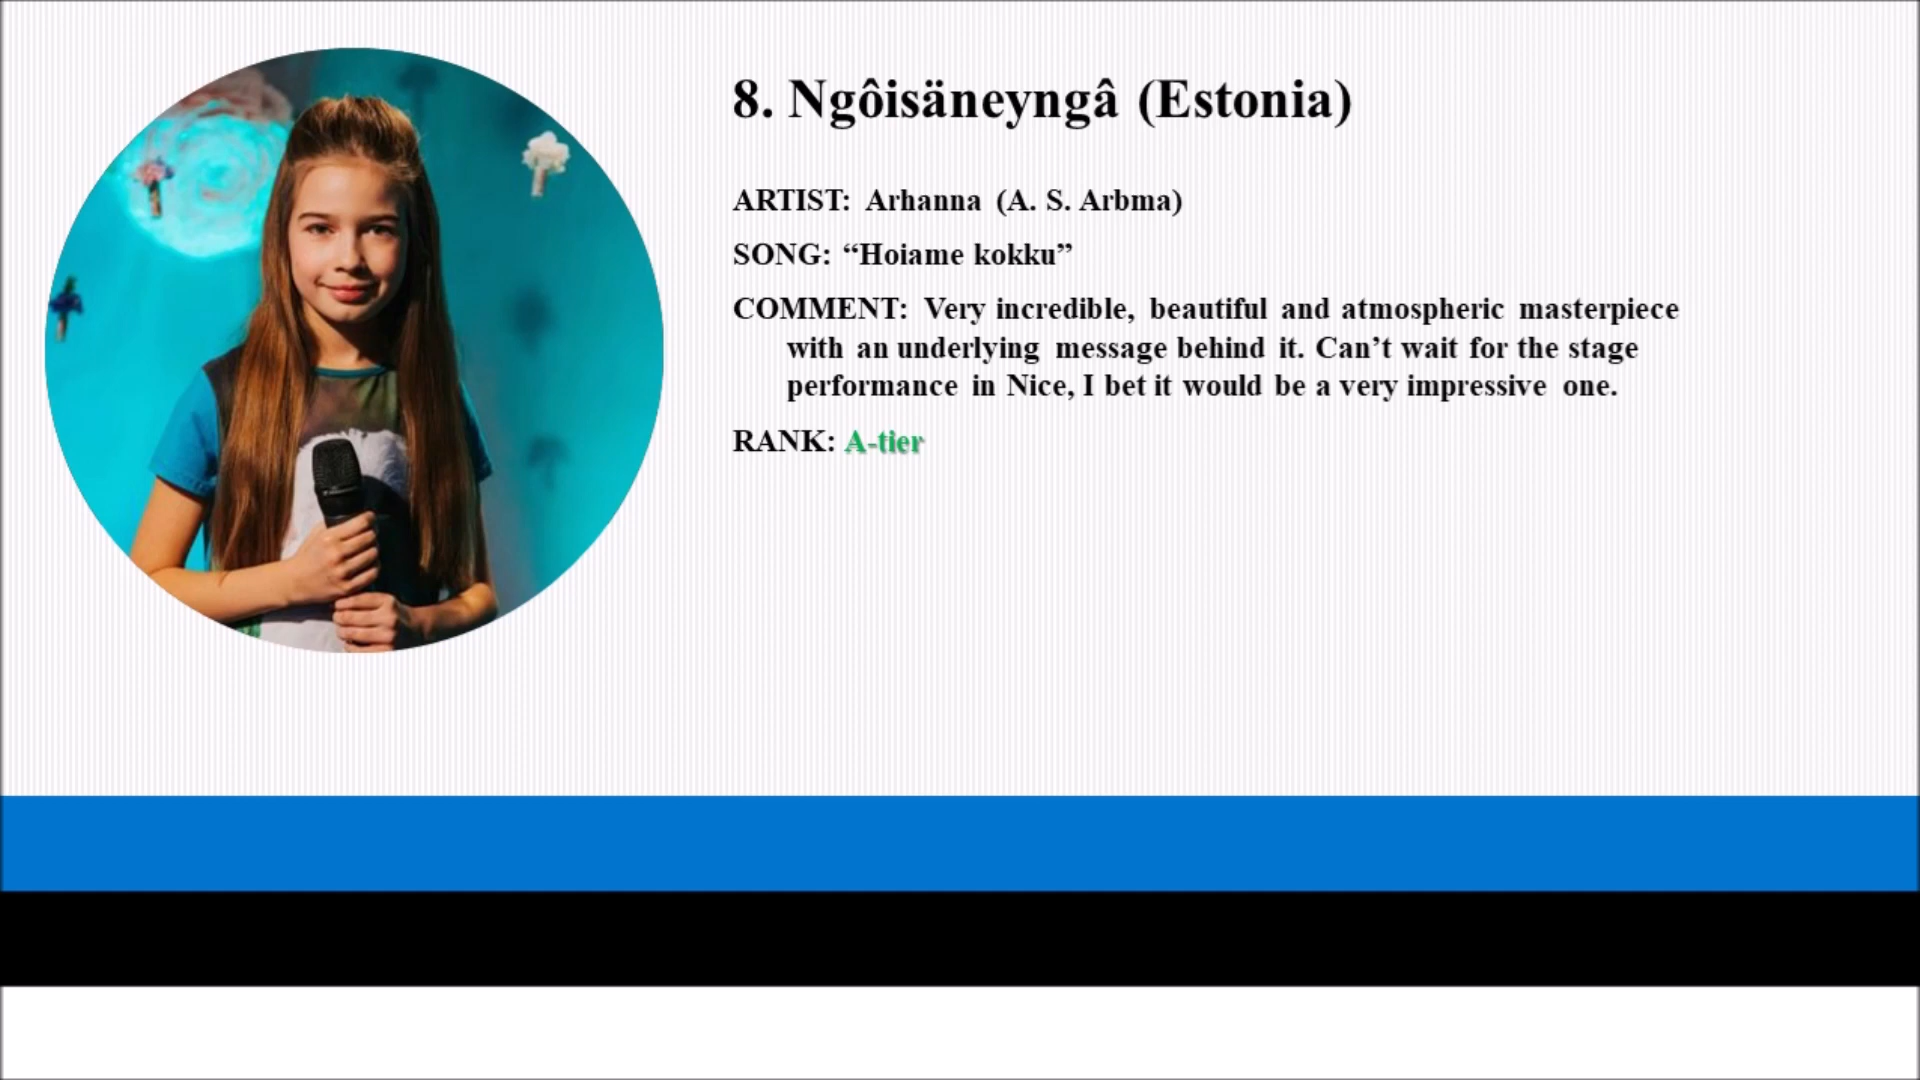 8. Ngôisäneyngâ (Estonia)
ARTIST: Arhanna (A. S. Arbma)
SONG: “Hoiame kokku”
COMMENT: Very incredible, beautiful and atmospheric masterpiece
with an underlying message behind it. Can’t wait for the stage
performance in Nice, I bet it would be a very impressive one.
RANK: A-tier